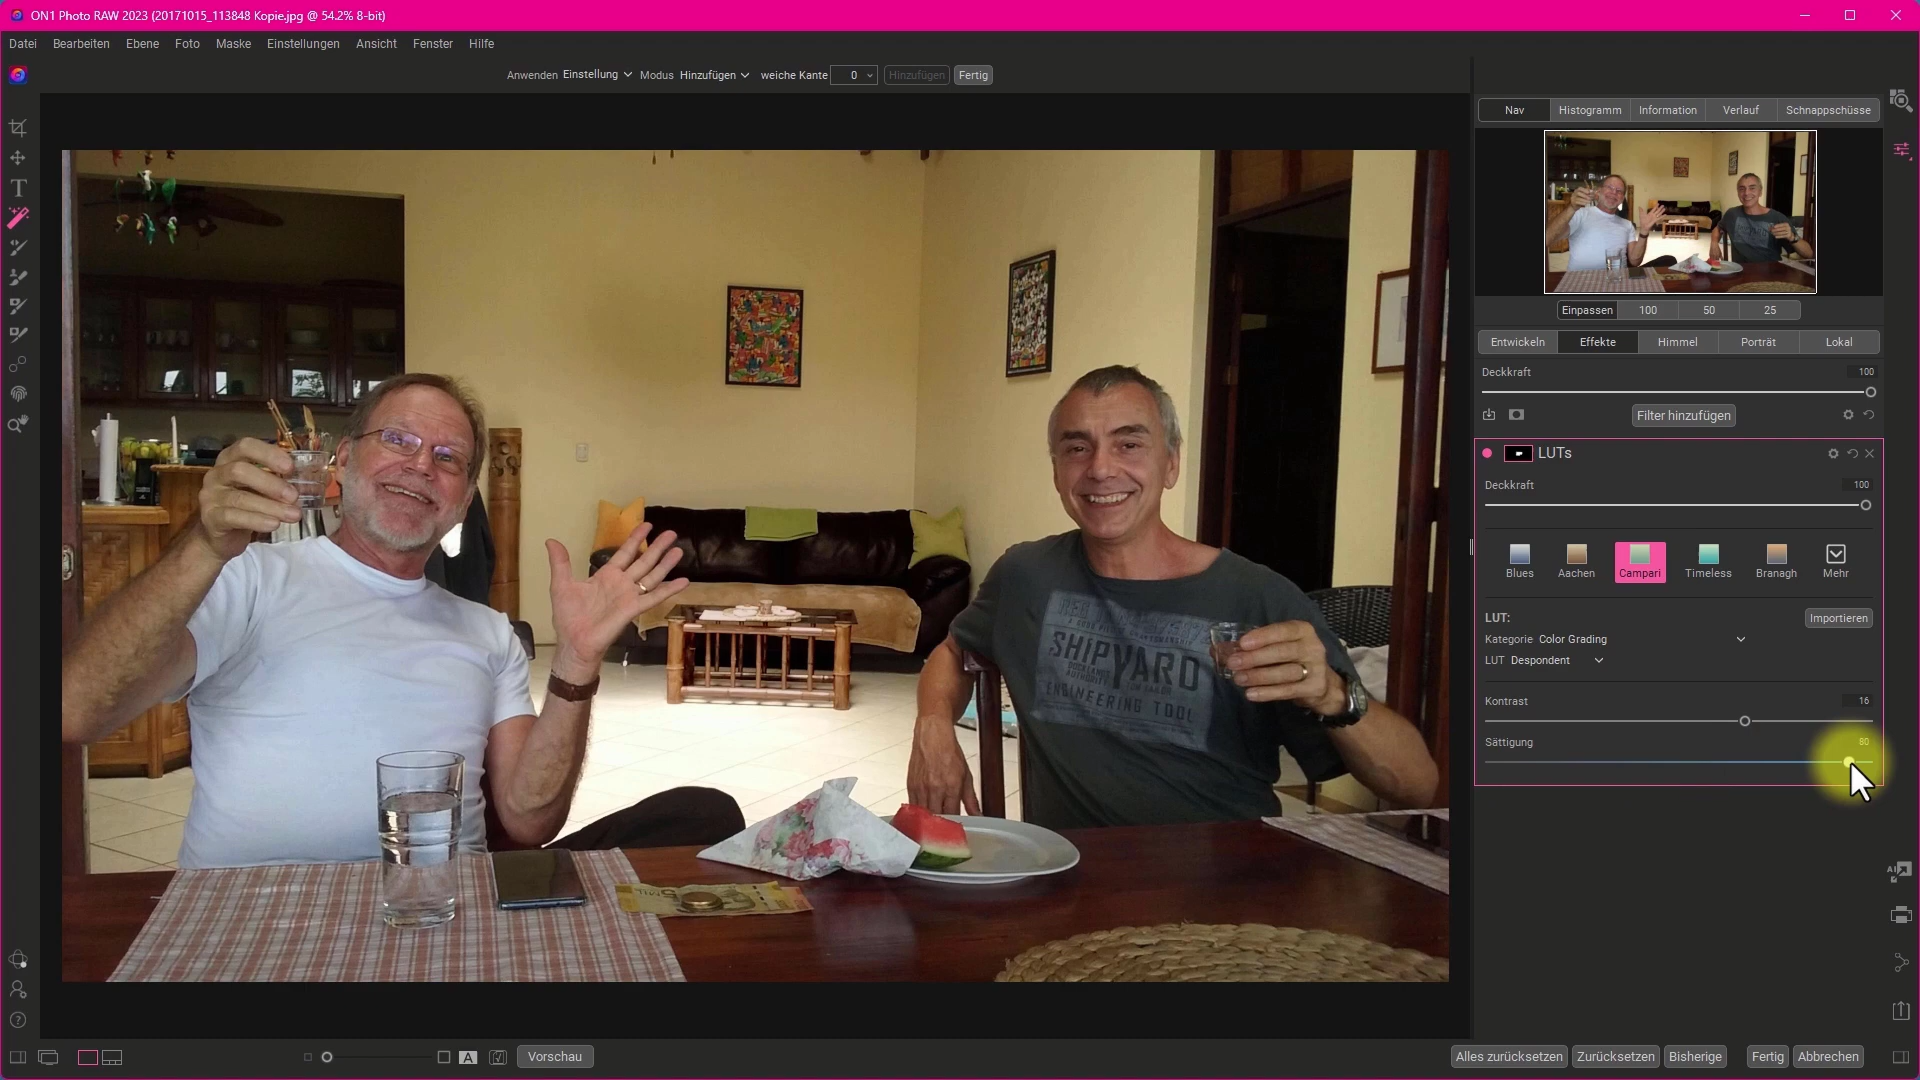 ON1 Photo RAW 2023 (20171015_113848 Kopie.jpg @ 54.2% 8-bit)
Datei Bearbeiten Ebene Foto Maske Einstellungen Ansicht Fenster Hilfe
Anwenden Einstellung Modus Hinzufügen weiche Kante 0 Hinzufügen Fertig
Nav Histogramm Information Verlauf Schnappschüsse
Einpassen 100 50 25
Entwickeln Effekte Himmel Porträt Lokal
Deckkraft 100
Filter hinzufügen
LUTs
Deckkraft 100
Blues Aachen Campari Timeless Branagh Mehr
LUT: Importieren
Kategorie Color Grading
LUT Despondent
Kontrast 16
Sättigung 80
SHIPYARD
AUTHORITY
ENGINEERING TOOL
A Vorschau
Alles zurücksetzen Zurücksetzen Bisherige Fertig Abbrechen